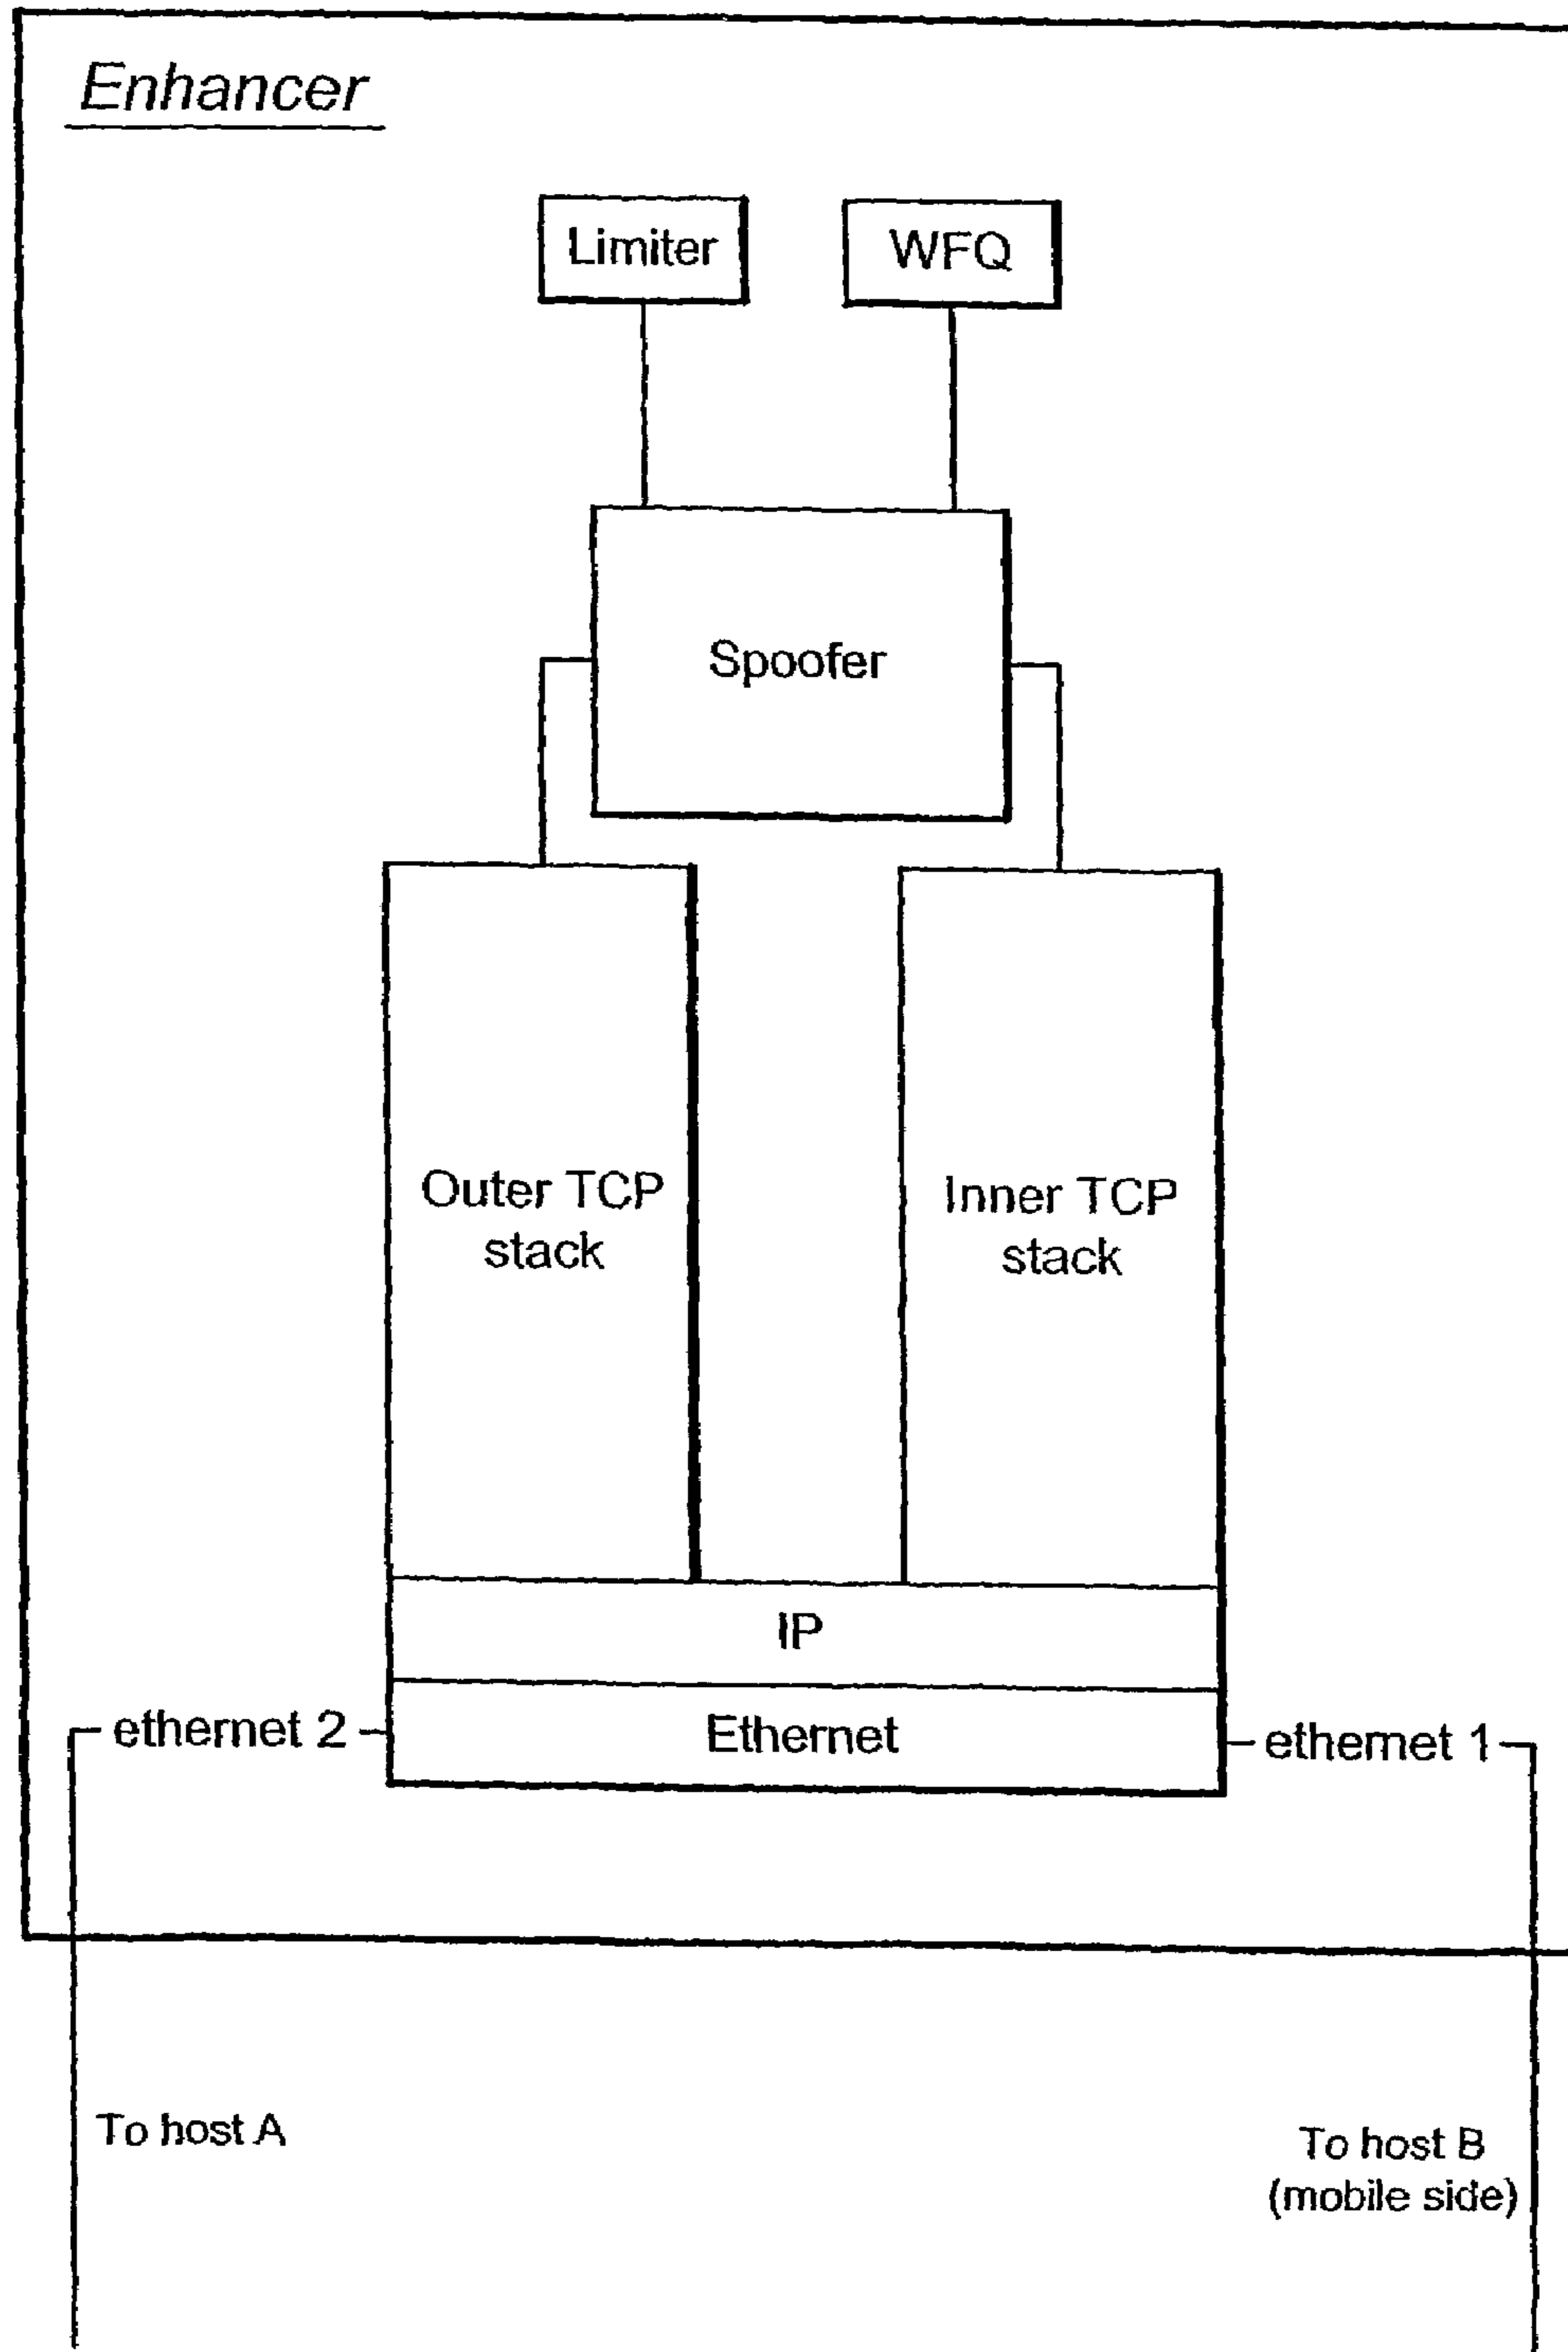 Enhancer
Limiter
WFQ
Spoofer
Outer TCP
stack
Inner TCP
stack
IP
Ethernet
ethernet 2
ethernet 1
To host A
To host B
(mobile side)